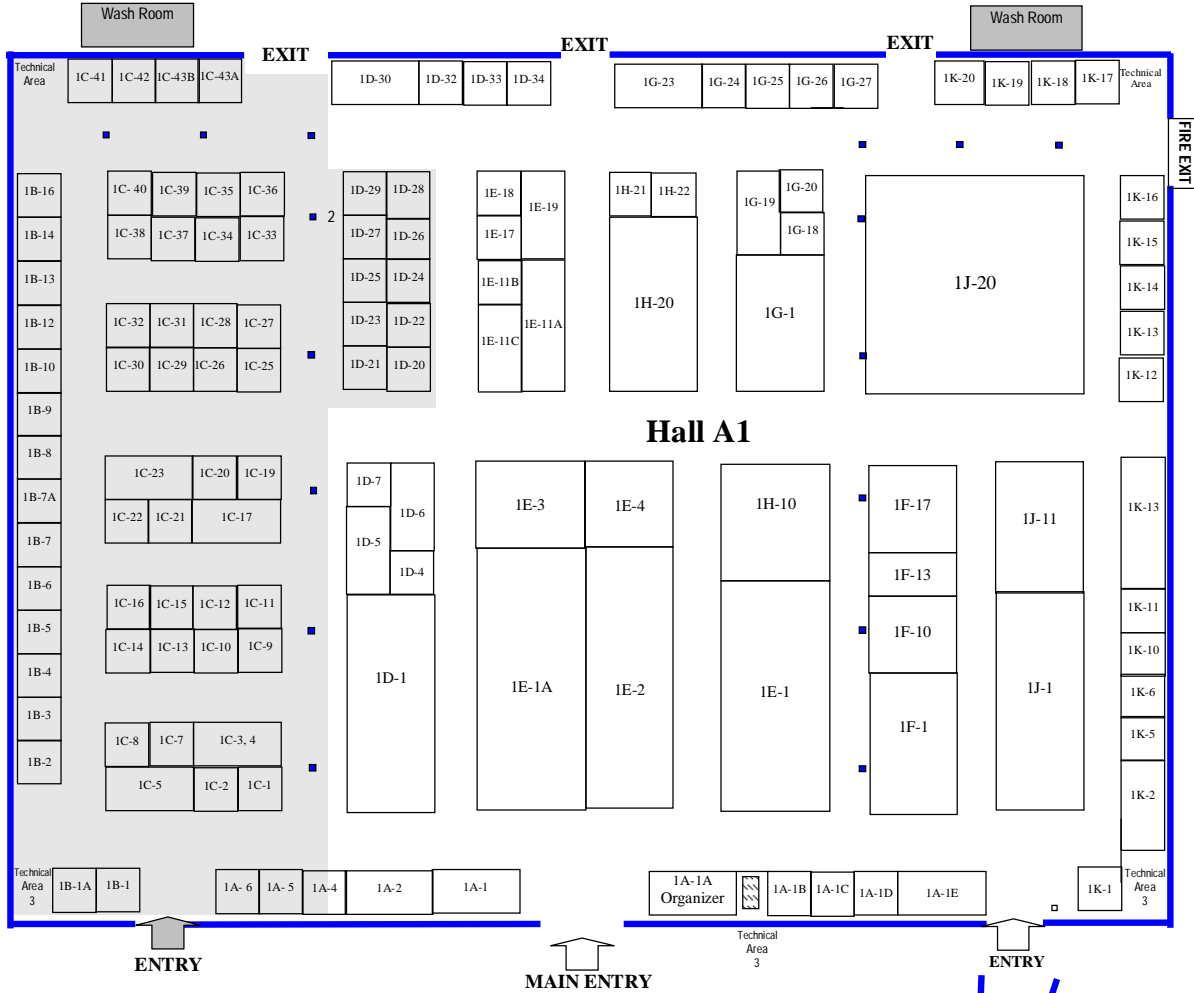 Wash Room
Wash Room
EXIT
EXIT
EXIT
Technical
Area
1C-41
1C-42
1C-43B
1C-43A
1D-30
1D-32
1D-33
1D-34
1G-23
1G-24
1G-25
1G-26
1G-27
1K-20
1K-19
1K-18
1K-17
Technical
Area
FIRE EXIT
1B-16
1B-14
1B-13
1B-12
1B-10
1B-9
1B-8
1B-7A
1B-7
1B-6
1B-5
1B-4
1B-3
1B-2
1C- 40
1C-39
1C-35
1C-36
1C-38
1C-37
1C-34
1C-33
2
1C-32
1C-31
1C-28
1C-27
1C-30
1C-29
1C-26
1C-25
1D-29
1D-28
1D-27
1D-26
1D-25
1D-24
1D-23
1D-22
1D-21
1D-20
1E-18
1E-19
1E-17
1E-11B
1E-11A
1E-11C
1H-21
1H-22
1H-20
1G-19
1G-20
1G-18
1G-1
1J-20
1K-16
1K-15
1K-14
1K-13
1K-12
Hall A1
1C-23
1C-20
1C-19
1C-22
1C-21
1C-17
1C-16
1C-15
1C-12
1C-11
1C-14
1C-13
1C-10
1C-9
1C-8
1C-7
1C-3, 4
1C-5
1C-2
1C-1
1D-7
1D-6
1D-5
1D-4
1D-1
1E-3
1E-4
1E-1A
1E-2
1H-10
1E-1
1F-17
1F-13
1F-10
1F-1
1J-11
1J-1
1K-13
1K-11
1K-10
1K-6
1K-5
1K-2
Technical
Area
3
1B-1A
1B-1
1A- 6
1A- 5
1A-4
1A-2
1A-1
1A-1A
Organizer
1A-1B
1A-1C
1A-1D
1A-1E
1K-1
Technical
Area
3
Technical
Area
3
ENTRY
MAIN ENTRY
ENTRY